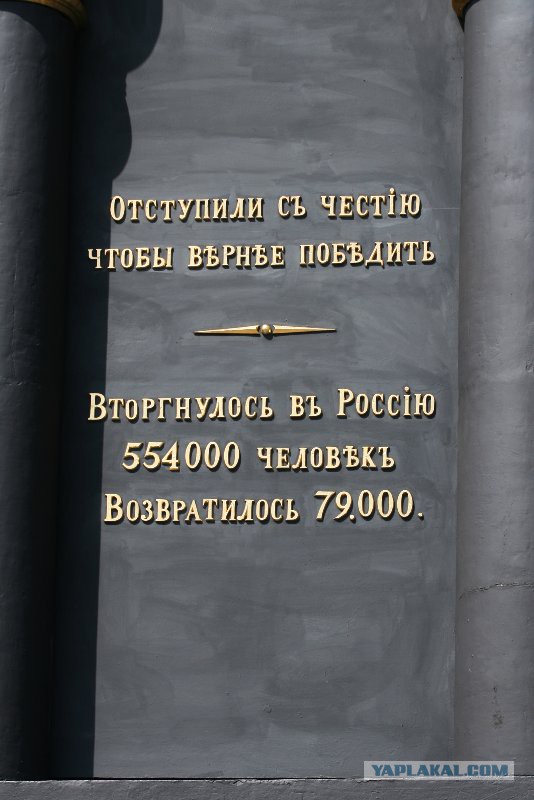 Отступили съ честію
чтобы вѣрнѣе побѣдить
Вторгнулось въ Россію
554000 человѣкъ
Возвратилось 79.000.
YAPLAKAL.COM